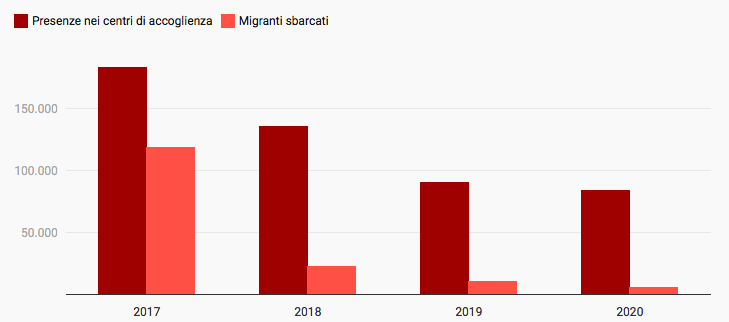 Presenze nei centri di accoglienza Migranti sbarcati
150.000
100.000
50.000
2017 2018 2019 2020